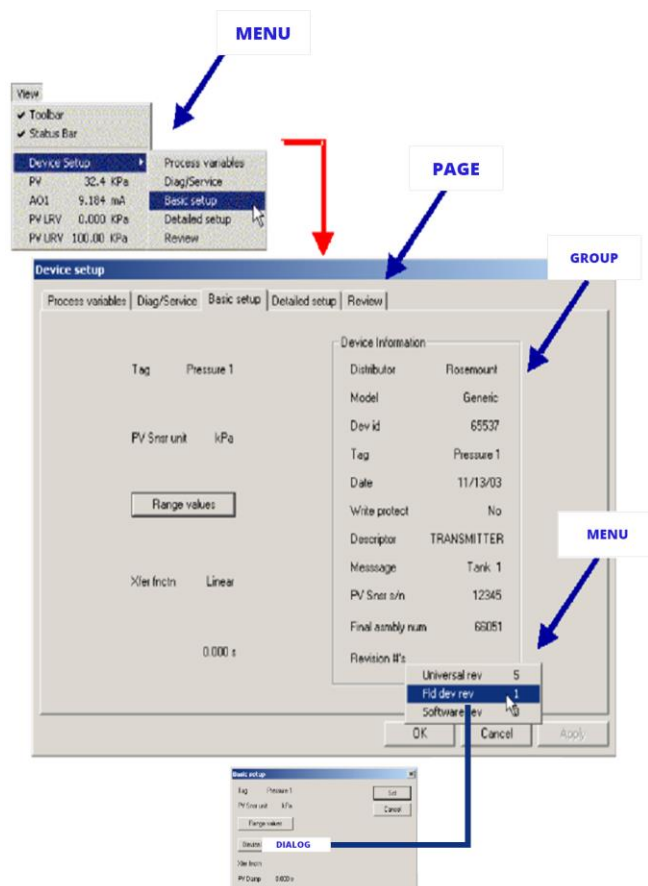 MENU
View
Toolbar
Status Bar
Device Setup
PV 32.4 KPa
AO1 9.184 mA
PV LRV 0.000 KPa
PV URV 100.00 KPa
Process variables
Diag/Service
Basic setup
Detailed setup
Review
PAGE
GROUP
Device setup
Process variables Diag/Service Basic setup Detailed setup Review
Tag Pressure 1
PV Snsr unit kPa
Range values
Xfer fnctn Linear
0.000 s
Device Information
Distributor Rosemount
Model Generic
Dev id 65537
Tag Pressure 1
Date 11/13/03
Write protect No
Descriptor TRANSMITTER
Messsage Tank 1
PV Snsr s/n 12345
Final asmbly num 66051
Revision #'s
MENU
Universal rev 5
Fld dev rev 1
Software rev
OK Cancel Apply
Basic setup
Tag Pressure 1
PV Snsr unit kPa
Range values
DIALOG
Xfer fnctn
PV Damp 0.000 s
Cancel